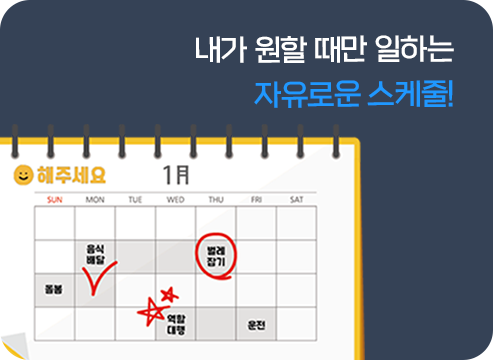 내가 원할 때만 일하는
자유로운 스케줄!
해주세요 1月
SUN MON TUE WED THU FRI SAT
음식
배달
벌레
잡기
돌봄
역할
대행
운전